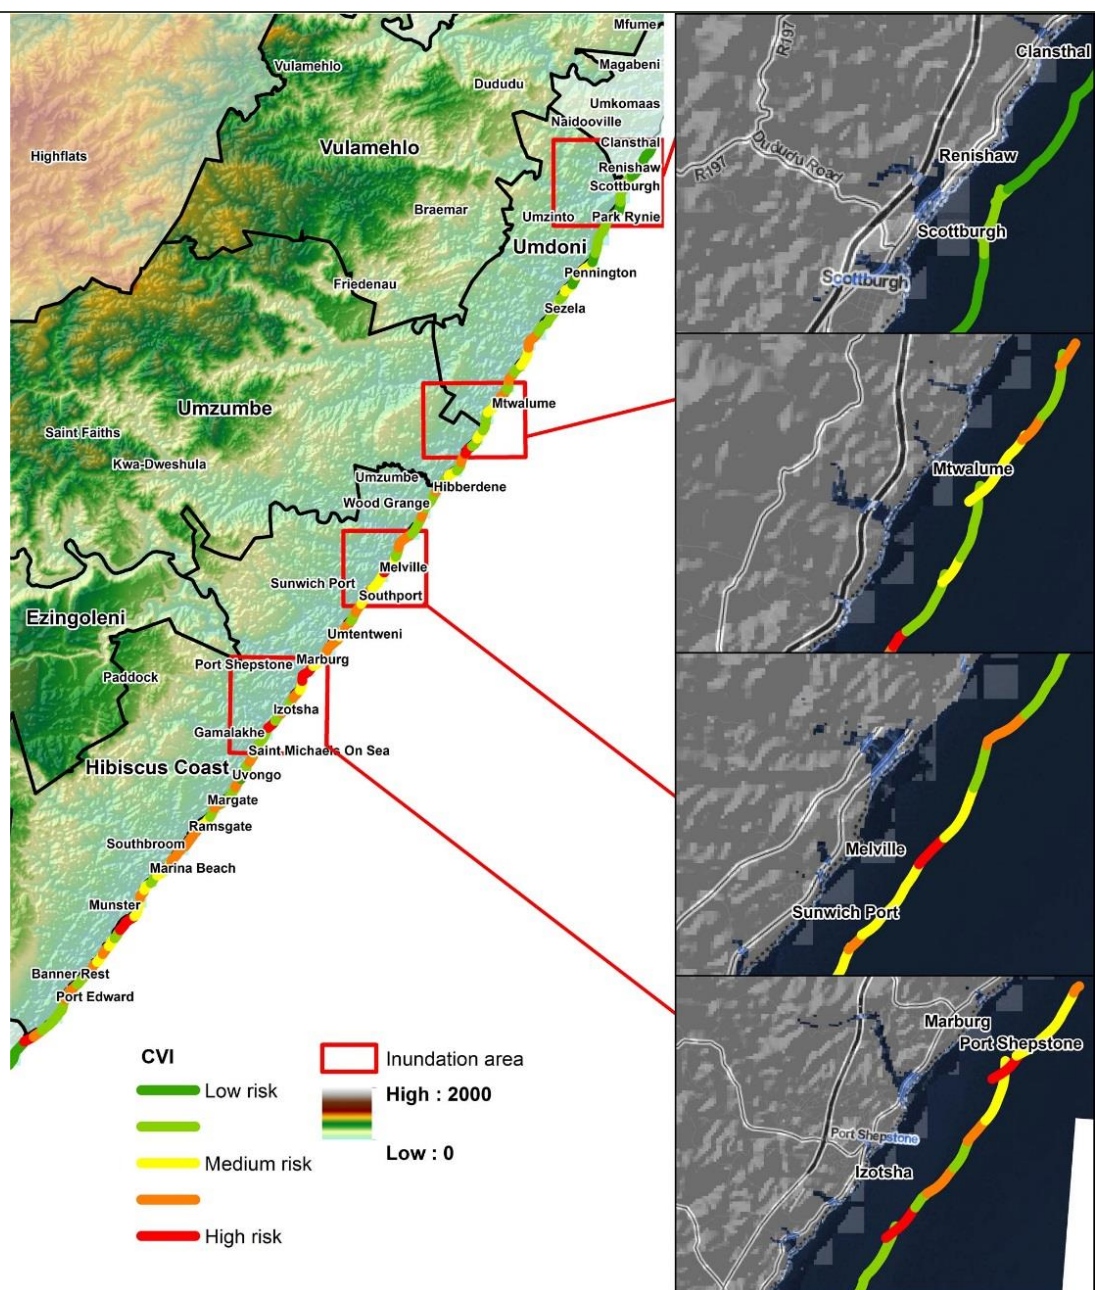 Mfume
Vulamehlo
Magabeni
Dududu
Umkomaas
Naidooville
Highflats
Vulamehlo
Clansthal
Renishaw
Scottburgh
Braemar
Umzinto
Park Rynie
Umdoni
Pennington
Friedenau
Sezela
Umzumbe
Mtwalume
Saint Faiths
Kwa-Dweshula
Umzumbe
Hibberdene
Wood Grange
Melville
Sunwich Port
Southport
Ezingoleni
Umtentweni
Port Shepstone
Marburg
Paddock
Izotsha
Gamalakhe
Saint Michaels On Sea
Hibiscus Coast
Uvongo
Margate
Ramsgate
Southbroom
Marina Beach
Munster
Banner Rest
Port Edward
CVI
Low risk
Medium risk
High risk
Inundation area
High : 2000
Low : 0
R197
Clansthal
Dududu Road
R197
Renishaw
Scottburgh
Scottburgh
Mtwalume
Melville
Sunwich Port
Marburg
Port Shepstone
Port Shepstone
Izotsha